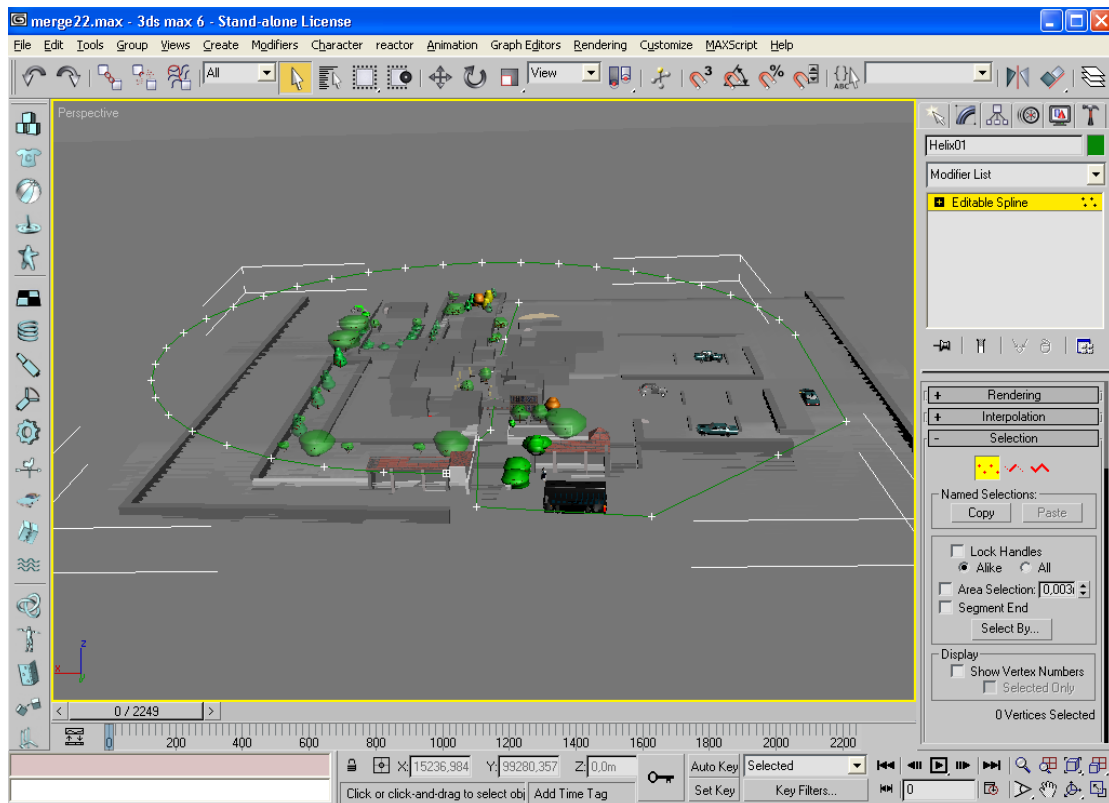 merge22.max - 3ds max 6 - Stand-alone License
File Edit Tools Group Views Create Modifiers Character reactor Animation Graph Editors Rendering Customize MAXScript Help
All View
Perspective
Helix01
Modifier List
Editable Spline
+ Rendering
+ Interpolation
- Selection
Named Selections:
Copy Paste
Lock Handles
Alike All
Area Selection: 0,003
Segment End
Select By...
Display
Show Vertex Numbers
Selected Only
0 Vertices Selected
< 0 / 2249 >
0 200 400 600 800 1000 1200 1400 1600 1800 2000 2200
X: 15236,984 Y: 99280,357 Z: 0,0m Auto Key Selected
Click or click-and-drag to select obj Add Time Tag Set Key Key Filters... 0
x z